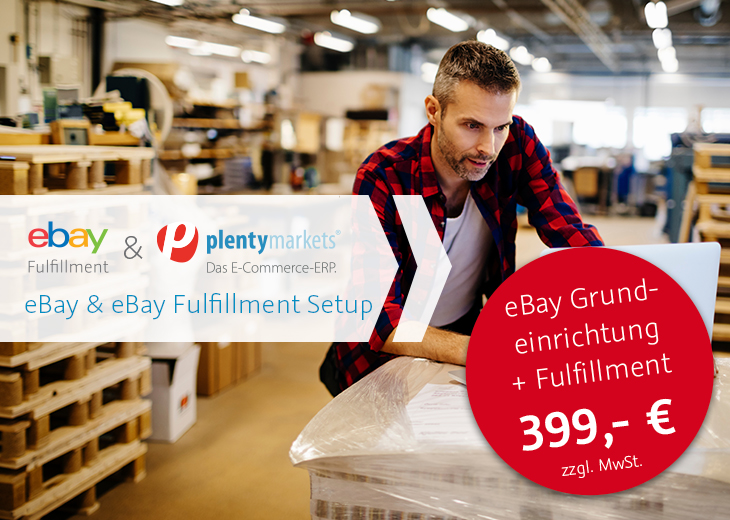 ebay & plentymarkets®
Fulfillment Das E-Commerce-ERP.
eBay & eBay Fulfillment Setup
eBay Grund-
einrichtung
+ Fulfillment
399,- €
zzgl. MwSt.